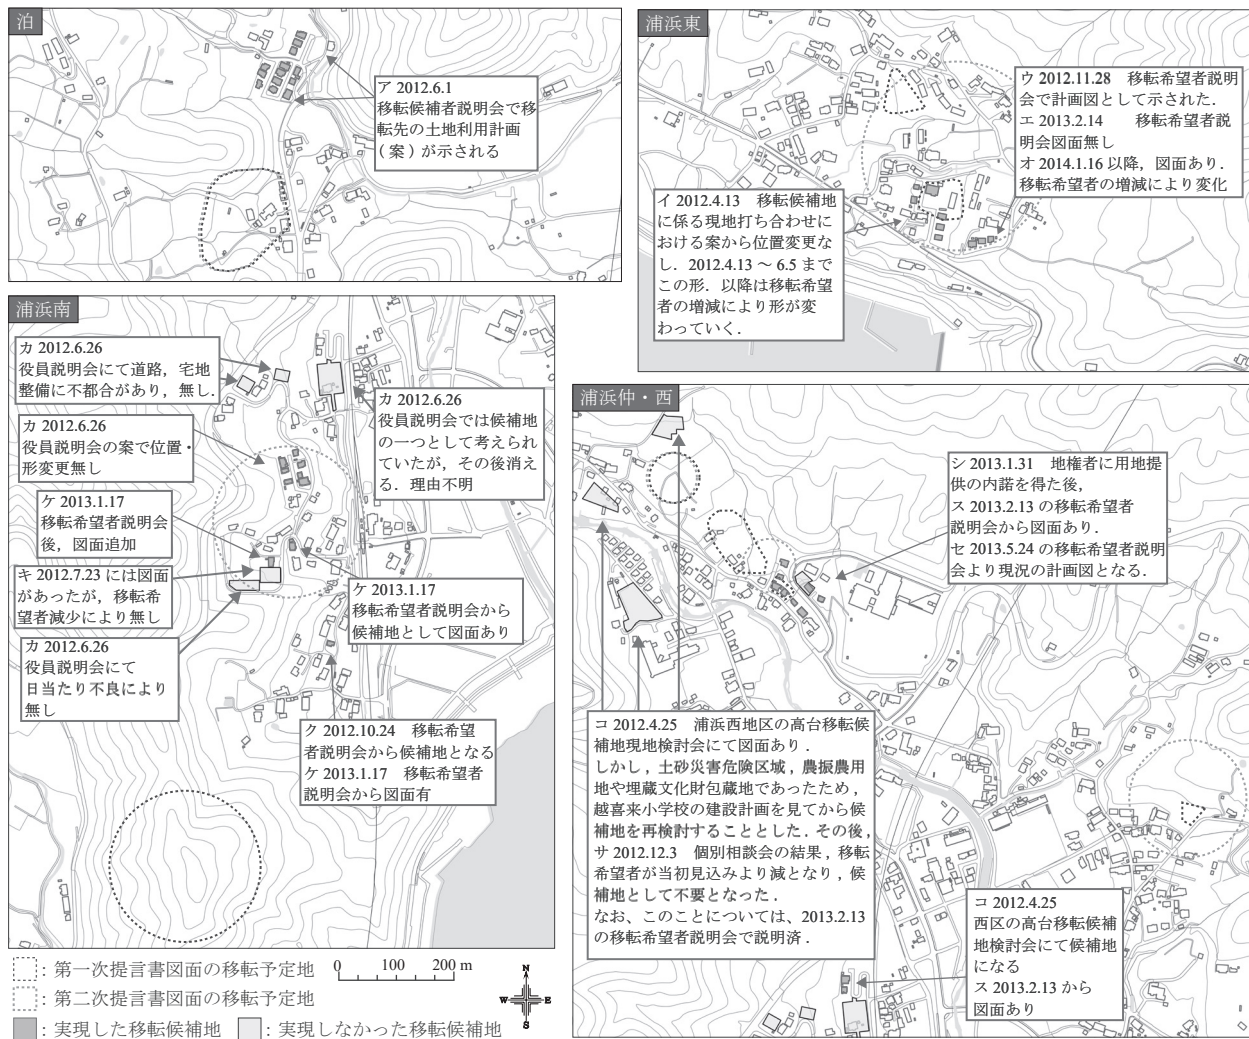 泊
ア 2012.6.1
移転候補者説明会で移
転先の土地利用計画
(案) が示される
浦浜東
ウ 2012.11.28　移転希望者説明
会で計画図として示された．
エ 2013.2.14　　移転希望者説
明会図面無し
オ 2014.1.16 以降，図面あり．
移転希望者の増減により変化
イ 2012.4.13　移転候補地
に係る現地打ち合わせに
おける案から位置変更な
し．2012.4.13 〜 6.5 まで
この形．以降は移転希望
者の増減により形が変
わっていく．
浦浜南
カ 2012.6.26
役員説明会にて道路，宅地
整備に不都合があり，無し．
カ 2012.6.26
役員説明会では候補地
の一つとして考えられ
ていたが，その後消え
る．理由不明
カ 2012.6.26
役員説明会の案で位置・
形変更無し
ケ 2013.1.17
移転希望者説明会
後，図面追加
キ 2012.7.23 には図面
があったが，移転希
望者減少により無し
ケ 2013.1.17
移転希望者説明会から
候補地として図面あり
カ 2012.6.26
役員説明会にて
日当たり不良により
無し
ク 2012.10.24　移転希望
者説明会から候補地となる
ケ 2013.1.17　移転希望者
説明会から図面有
浦浜仲・西
シ 2013.1.31　地権者に用地提
供の内諾を得た後，
ス 2013.2.13 の移転希望者
説明会から図面あり．
セ 2013.5.24 の移転希望者説明
会より現況の計画図となる．
コ 2012.4.25　浦浜西地区の高台移転候
補地現地検討会にて図面あり．
しかし，土砂災害危険区域，農振農用
地や埋蔵文化財包蔵地であったため，
越喜来小学校の建設計画を見てから候
補地を再検討することとした．その後，
サ 2012.12.3　個別相談会の結果，移転
希望者が当初見込みより減となり，候
補地として不要となった．
なお、このことについては、2013.2.13
の移転希望者説明会で説明済．
コ 2012.4.25
西区の高台移転候補
地検討会にて候補地
になる
ス 2013.2.13 から
図面あり
：第一次提言書図面の移転予定地
：第二次提言書図面の移転予定地
：実現した移転候補地　：実現しなかった移転候補地
0　100　200 m
N
W E
S